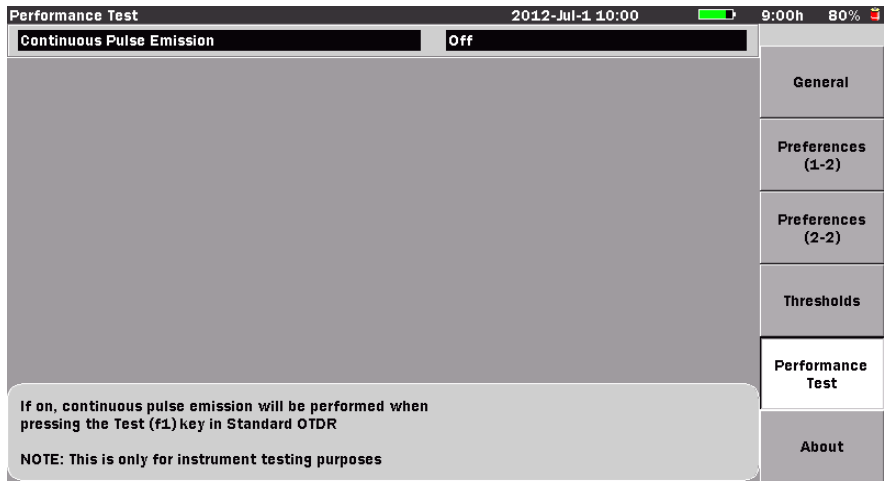 Performance Test 2012-Jul-1 10:00 9:00h 80%
Continuous Pulse Emission Off
General
Preferences
(1-2)
Preferences
(2-2)
Thresholds
Performance
Test
About
If on, continuous pulse emission will be performed when
pressing the Test (f1) key in Standard OTDR
NOTE: This is only for instrument testing purposes